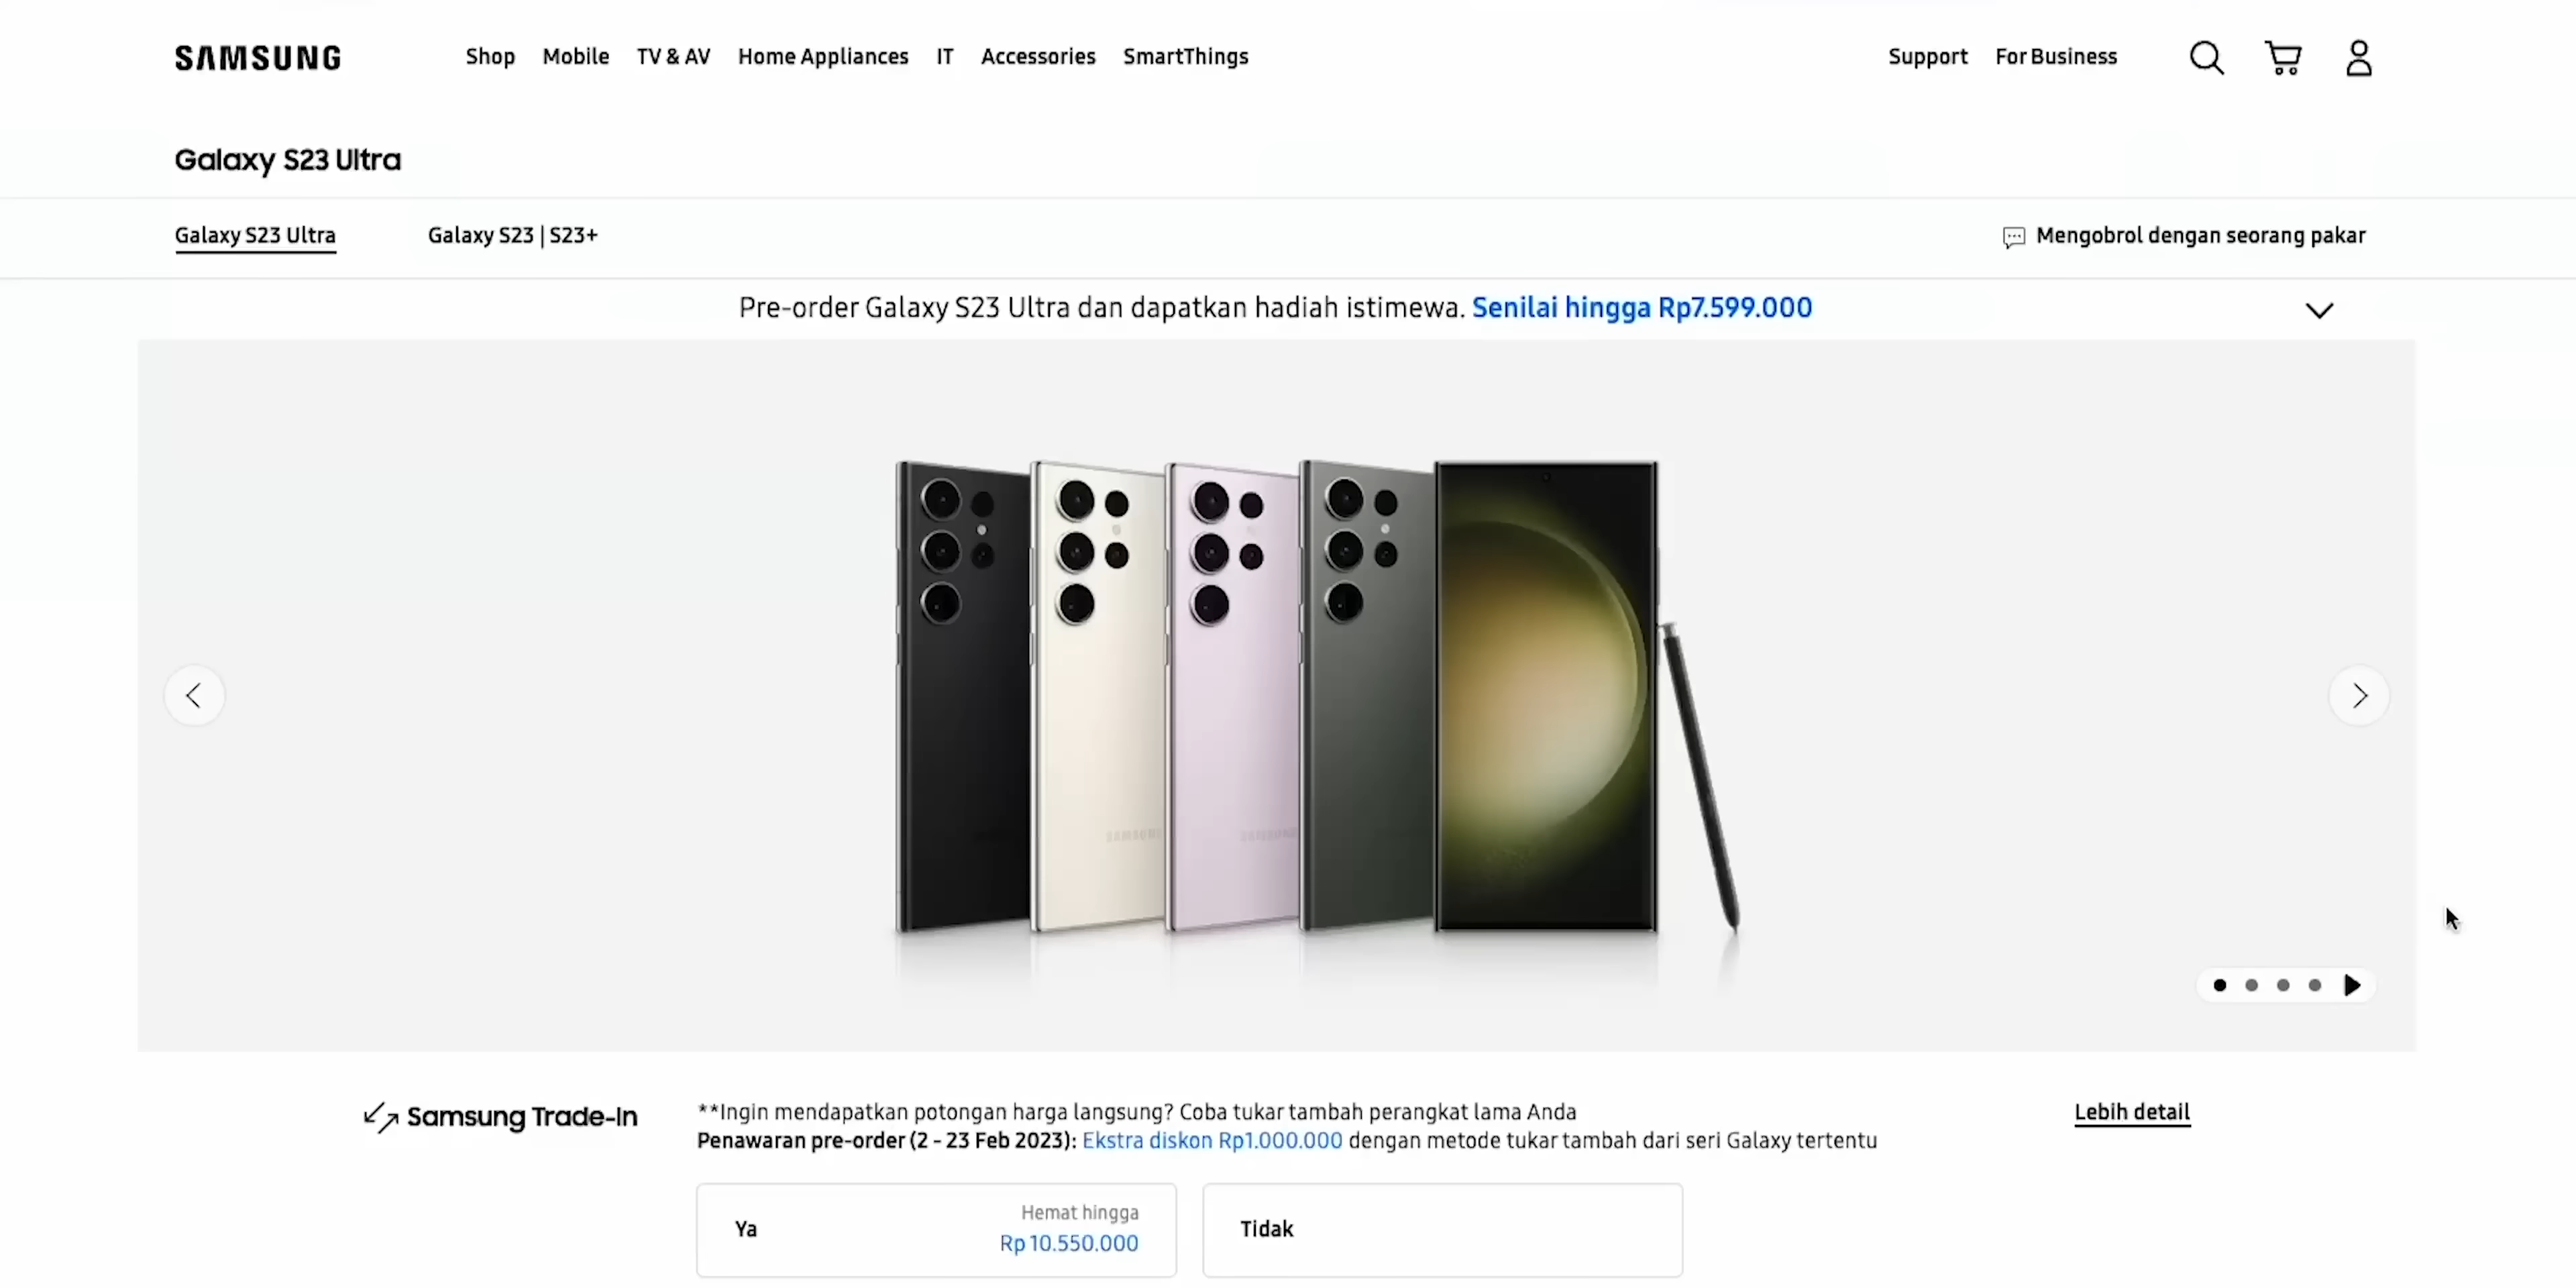 SAMSUNG
Shop Mobile TV & AV Home Appliances IT Accessories SmartThings Support For Business
Galaxy S23 Ultra
Galaxy S23 Ultra Galaxy S23 | S23+ Mengobrol dengan seorang pakar
Pre-order Galaxy S23 Ultra dan dapatkan hadiah istimewa. Senilai hingga Rp7.599.000
SAMSUNG SAMSUNG
Samsung Trade-In
**Ingin mendapatkan potongan harga langsung? Coba tukar tambah perangkat lama Anda
Penawaran pre-order (2 - 23 Feb 2023): Ekstra diskon Rp1.000.000 dengan metode tukar tambah dari seri Galaxy tertentu
Lebih detail
Ya
Hemat hingga
Rp 10.550.000
Tidak